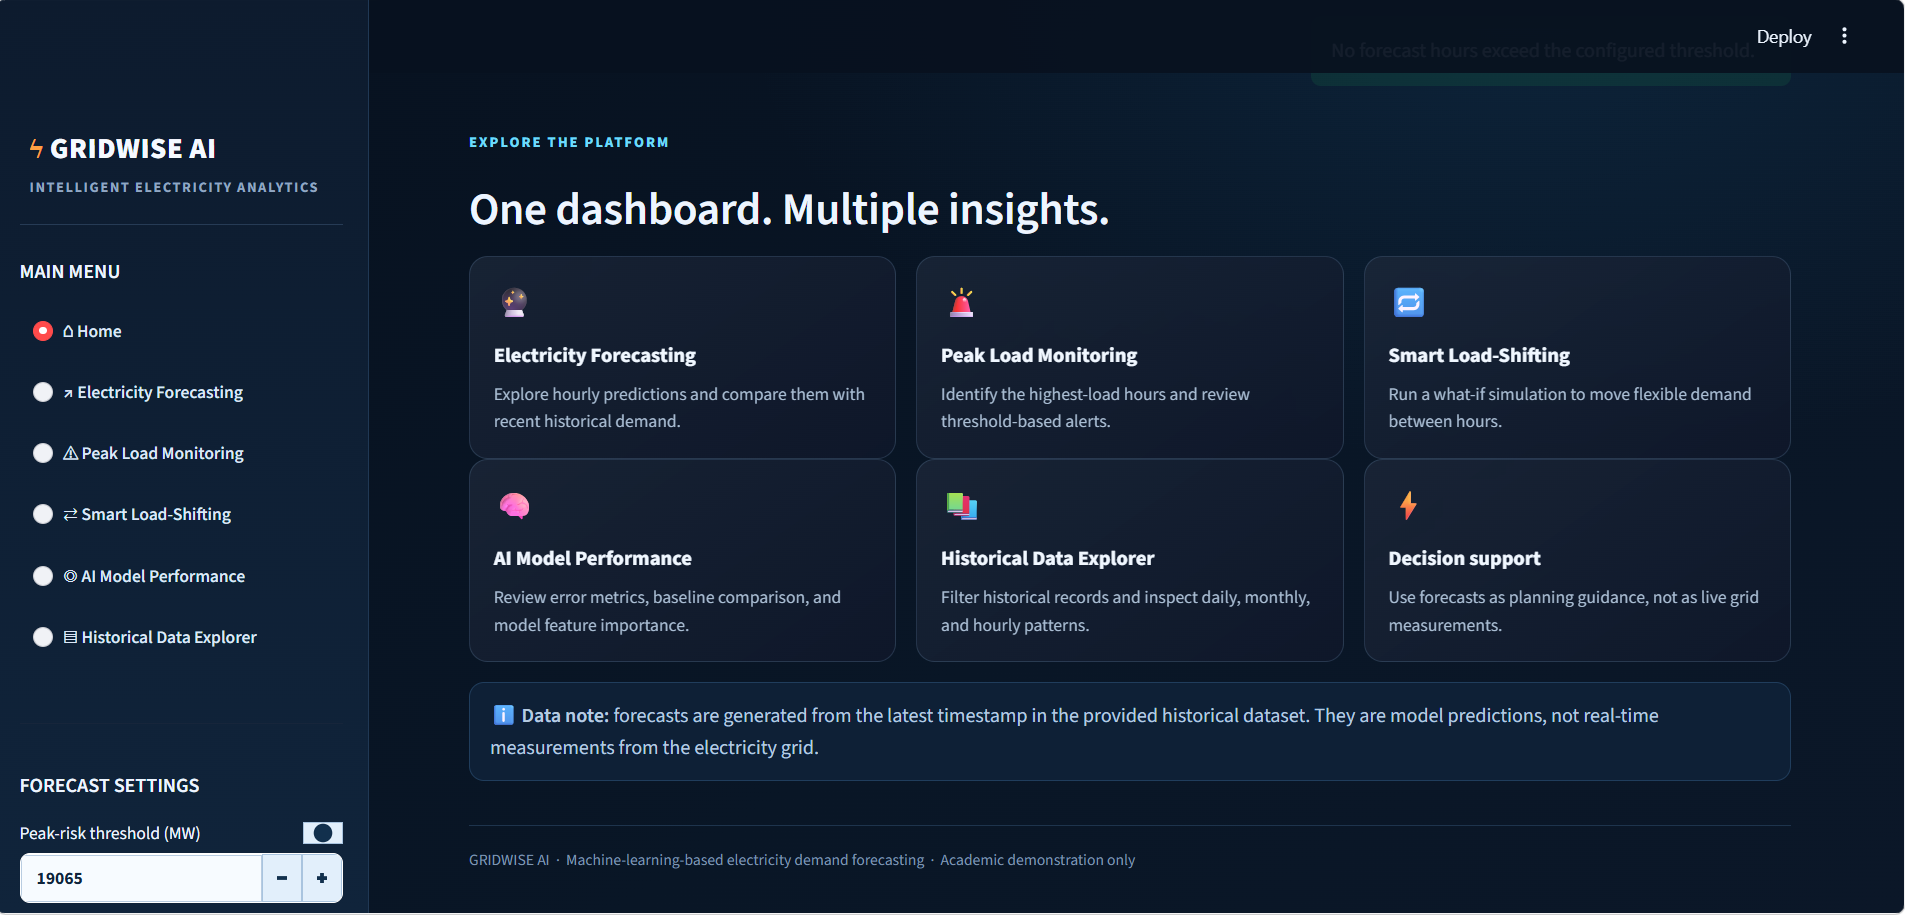 Deploy
No forecast hours exceed the configured threshold.
GRIDWISE AI
INTELLIGENT ELECTRICITY ANALYTICS
MAIN MENU
Home
Electricity Forecasting
Peak Load Monitoring
Smart Load-Shifting
AI Model Performance
Historical Data Explorer
FORECAST SETTINGS
Peak-risk threshold (MW)
19065
EXPLORE THE PLATFORM
One dashboard. Multiple insights.
Electricity Forecasting
Explore hourly predictions and compare them with
recent historical demand.
Peak Load Monitoring
Identify the highest-load hours and review
threshold-based alerts.
Smart Load-Shifting
Run a what-if simulation to move flexible demand
between hours.
AI Model Performance
Review error metrics, baseline comparison, and
model feature importance.
Historical Data Explorer
Filter historical records and inspect daily, monthly,
and hourly patterns.
Decision support
Use forecasts as planning guidance, not as live grid
measurements.
Data note: forecasts are generated from the latest timestamp in the provided historical dataset. They are model predictions, not real-time
measurements from the electricity grid.
GRIDWISE AI · Machine-learning-based electricity demand forecasting · Academic demonstration only